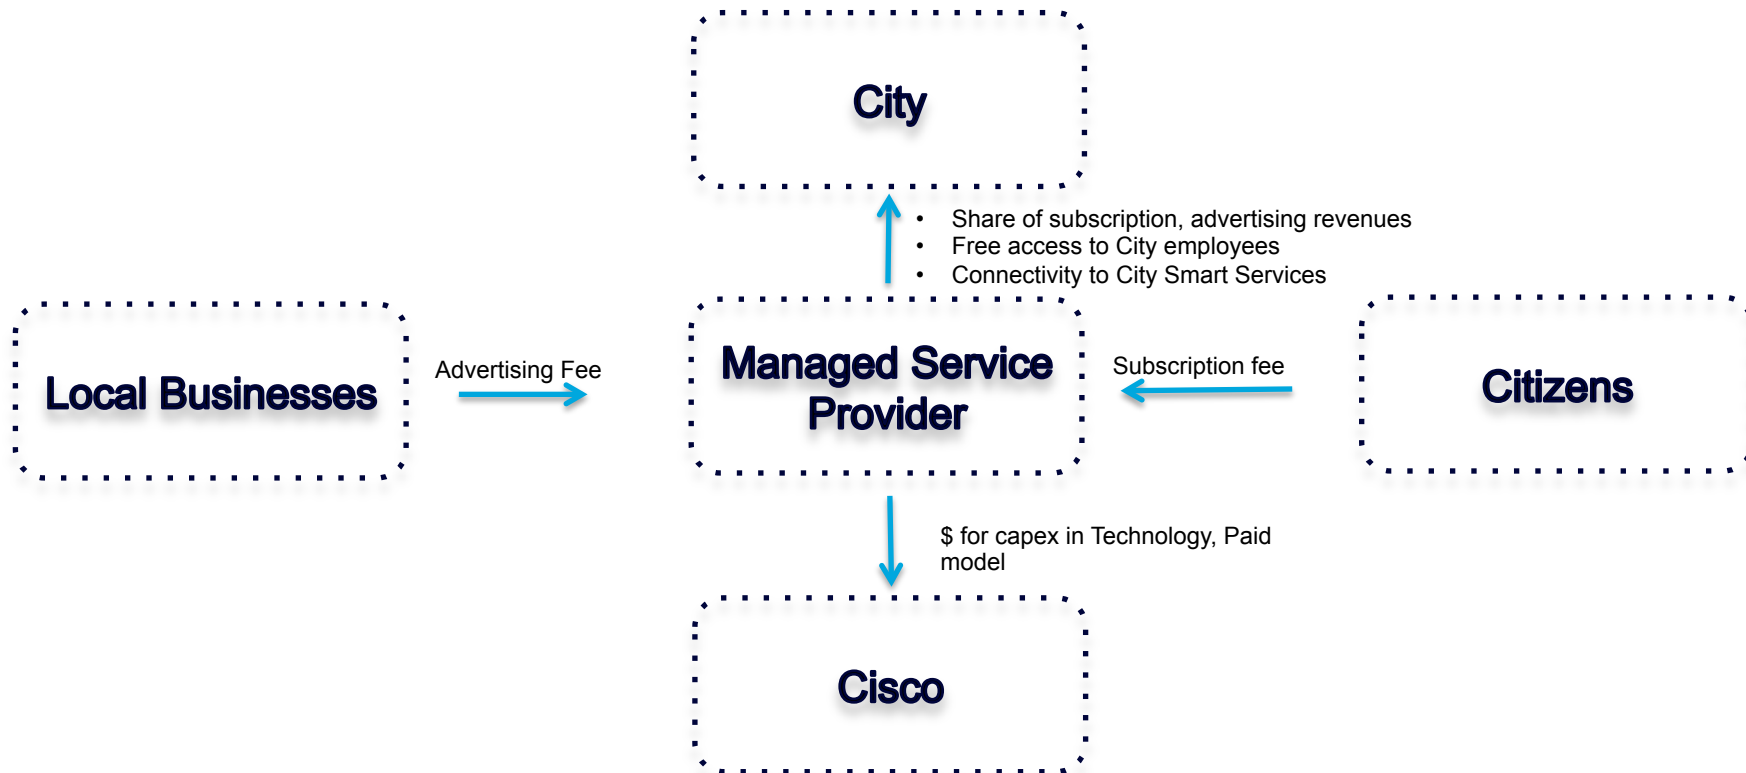 City
• Share of subscription, advertising revenues
• Free access to City employees
• Connectivity to City Smart Services
Local Businesses
Advertising Fee
Managed Service
Provider
Subscription fee
Citizens
$ for capex in Technology, Paid
model
Cisco